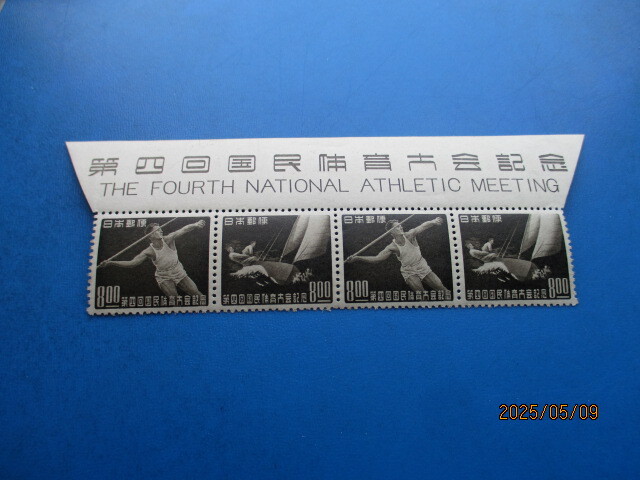 第四回国民体育大会記念
THE FOURTH NATIONAL ATHLETIC MEETING
日本郵便
8.00 第四回国民体育大会記念
日本郵便
第四回国民体育大会記念 8.00
日本郵便
8.00 第四回国民体育大会記念
日本郵便
第四回国民体育大会記念 8.00
2025/05/09